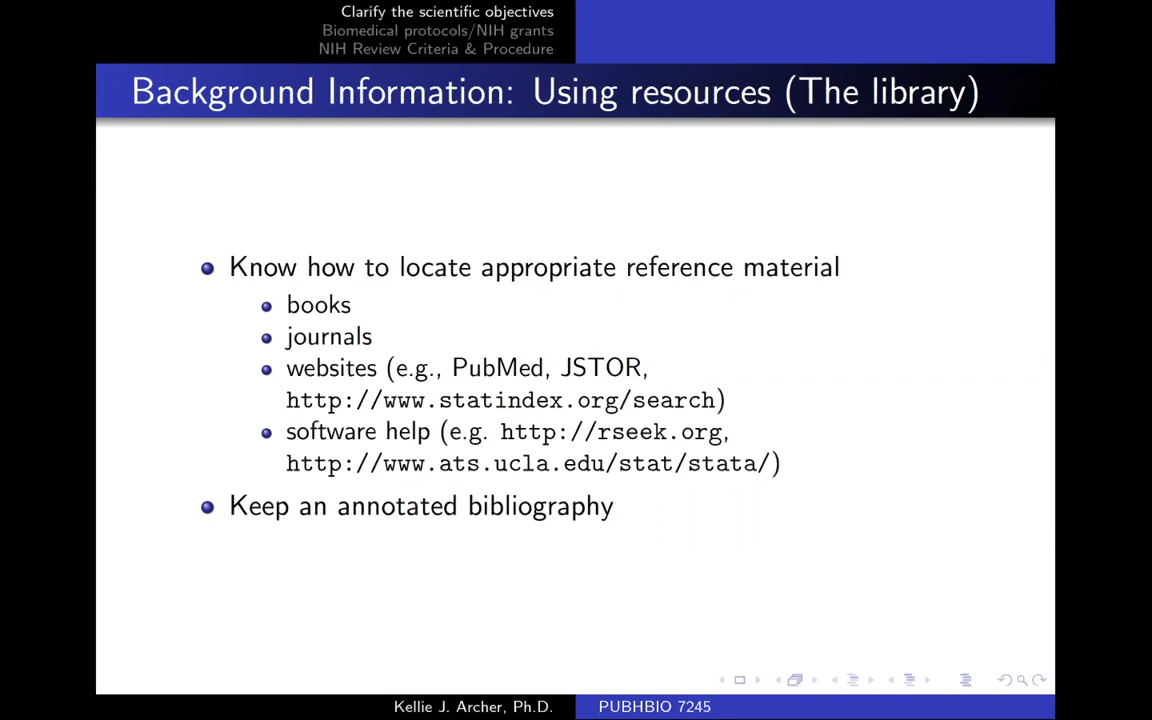 Clarify the scientific objectives
Biomedical protocols/NIH grants
NIH Review Criteria & Procedure
Background Information: Using resources (The library)
Know how to locate appropriate reference material
books
journals
websites (e.g., PubMed, JSTOR,
http://www.statindex.org/search)
software help (e.g. http://rseek.org,
http://www.ats.ucla.edu/stat/stata/)
Keep an annotated bibliography
Kellie J. Archer, Ph.D.
PUBHBIO 7245